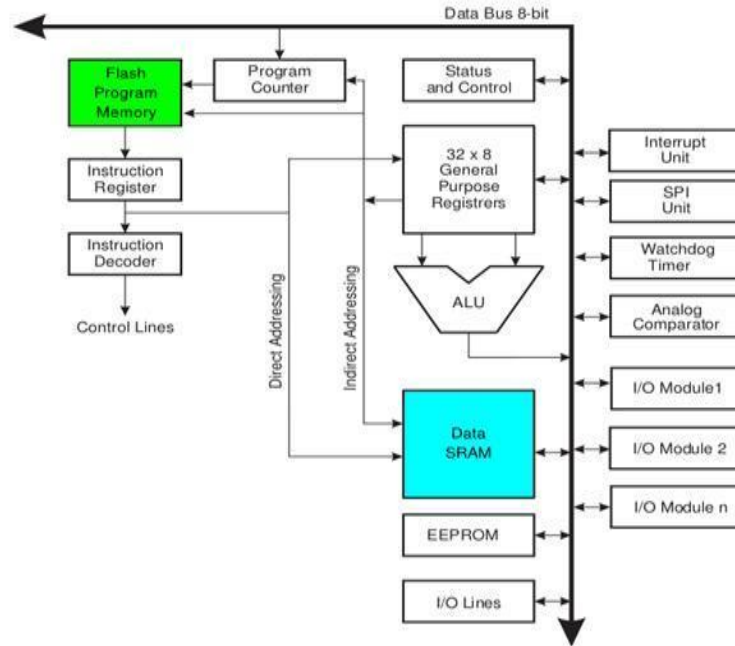 Data Bus 8-bit
Flash
Program
Memory
Program
Counter
Status
and Control
Instruction
Register
32 x 8
General
Purpose
Registrers
Interrupt
Unit
SPI
Unit
Instruction
Decoder
Watchdog
Timer
Control Lines
Direct Addressing
Indirect Addressing
ALU
Analog
Comparator
I/O Module1
Data
SRAM
I/O Module 2
I/O Module n
EEPROM
I/O Lines